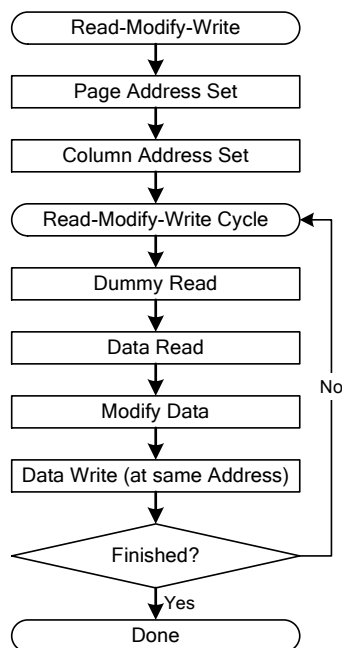 Read-Modify-Write
Page Address Set
Column Address Set
Read-Modify-Write Cycle
Dummy Read
Data Read
No
Modify Data
Data Write (at same Address)
Finished?
Yes
Done